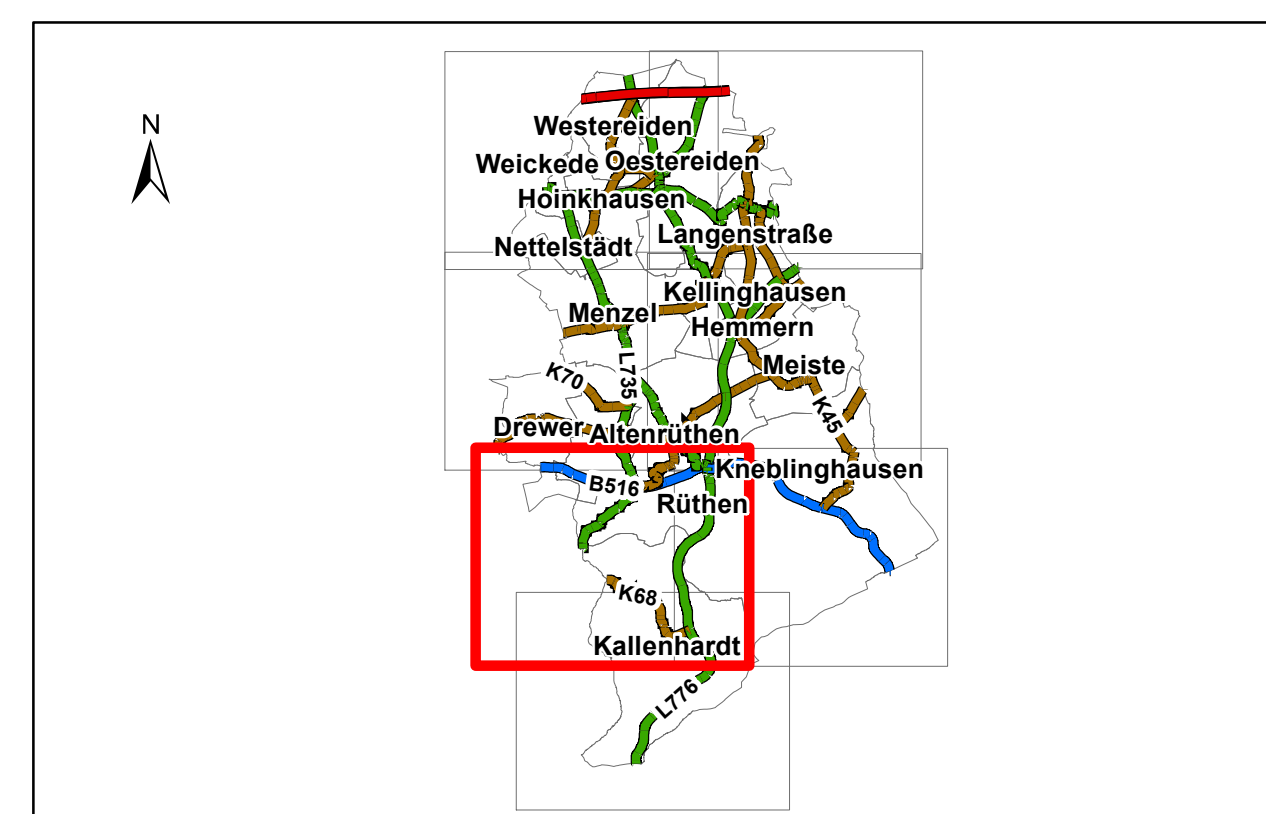 N
Westereiden
Weickede
Oestereiden
Hoinkhausen
Langenstraße
Nettelstädt
Kellinghausen
Menzel
Hemmern
L735
Meiste
K70
K45
Drewer
Altenrüthen
Kneblinghausen
B516
Rüthen
K68
Kallenhardt
L776